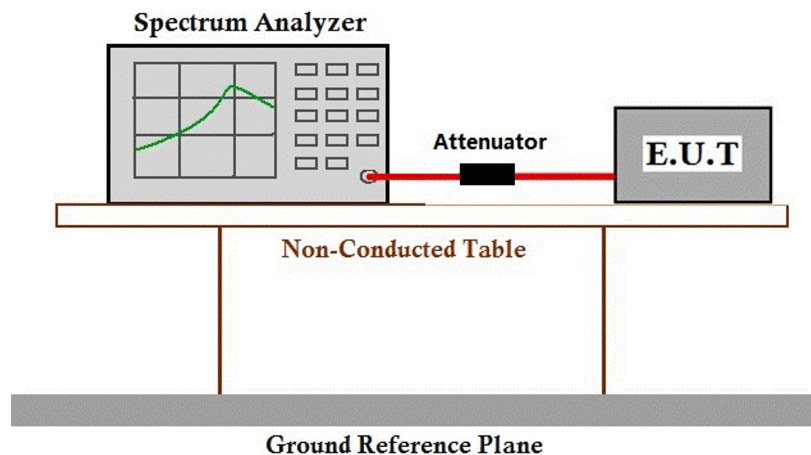 Spectrum Analyzer
Attenuator
E.U.T
Non-Conducted Table
Ground Reference Plane